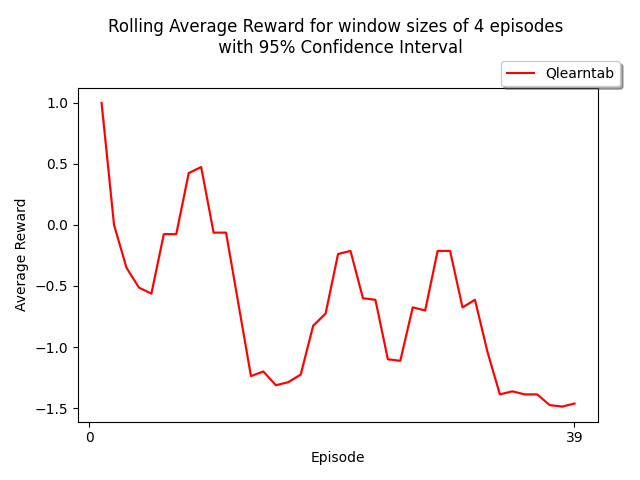 Rolling Average Reward for window sizes of 4 episodes
with 95% Confidence Interval
Qlearntab
1.0
0.5
0.0
−0.5
−1.0
−1.5
Average Reward
0
39
Episode